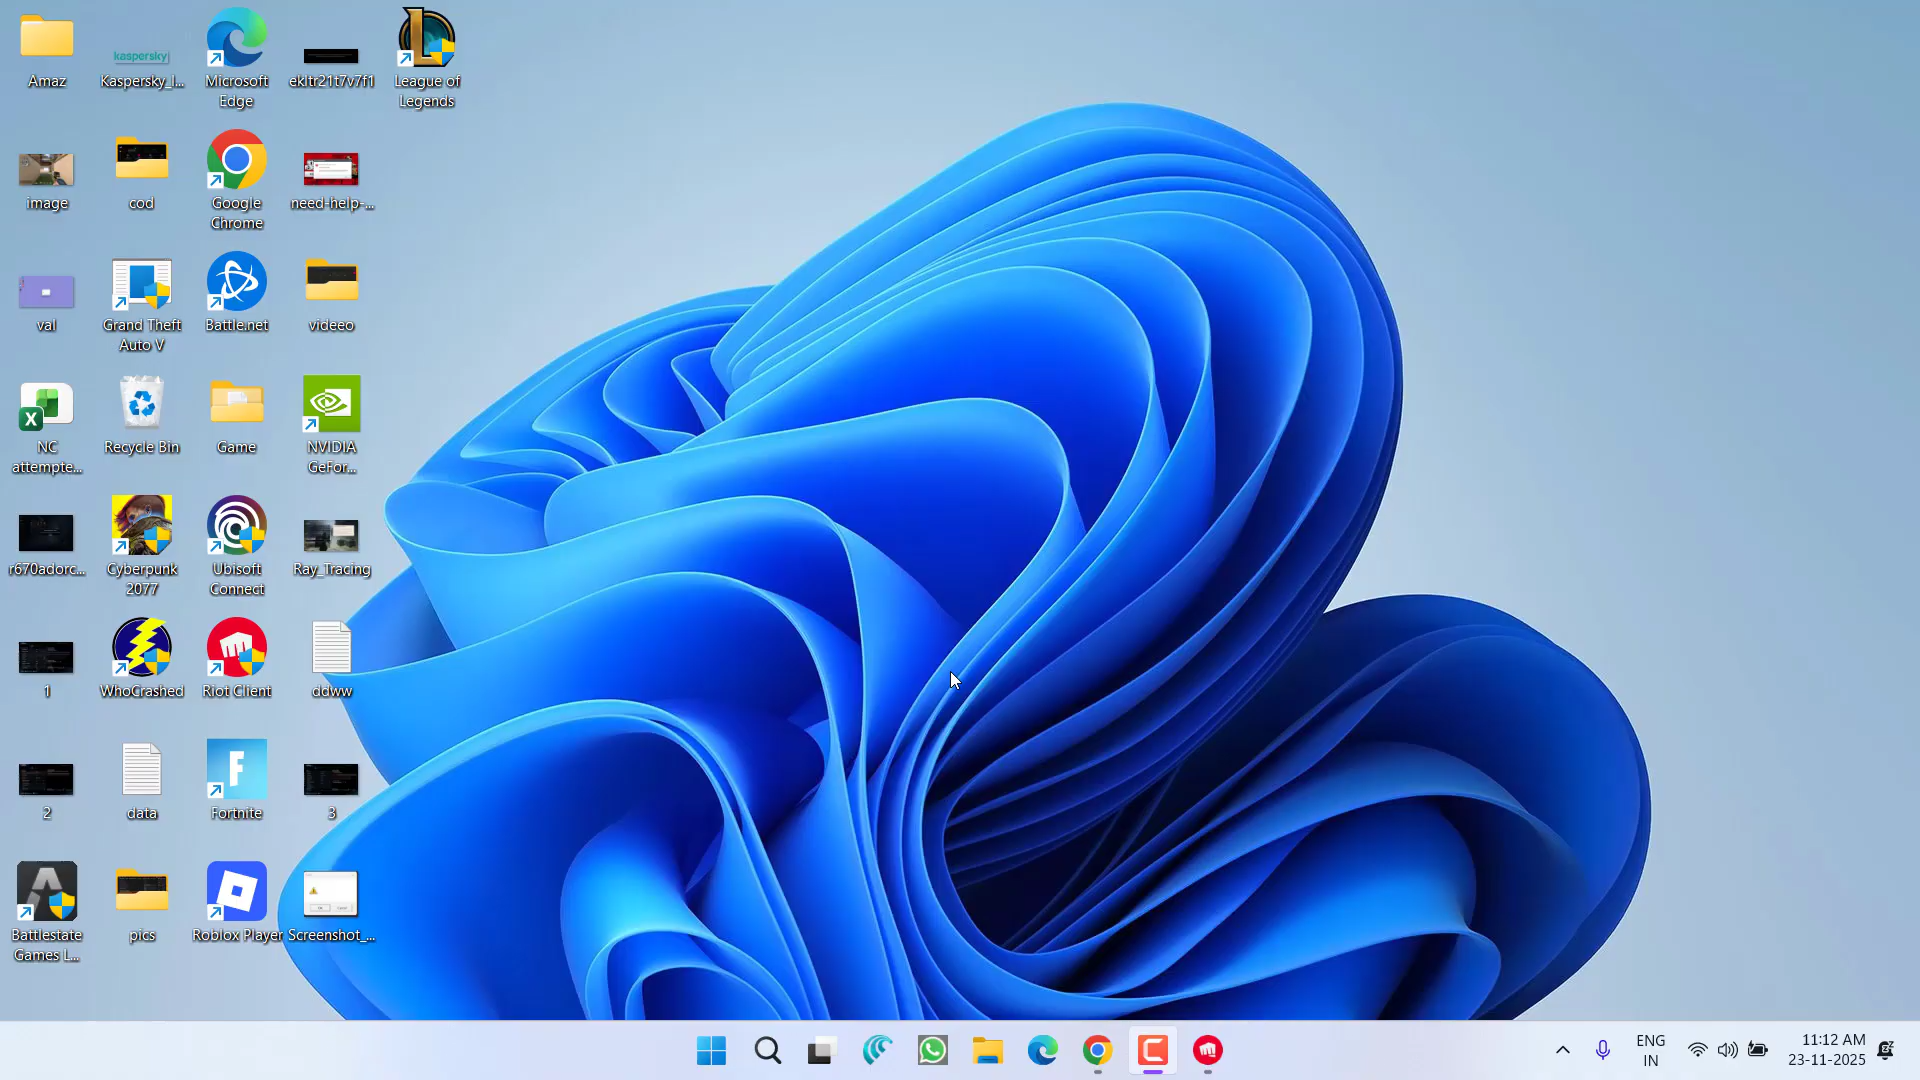 Amaz
kaspersky
Kaspersky_I...
Microsoft
Edge
ekltr21t7v7f1
League of
Legends
image
cod
Google
Chrome
need-help-...
val
Grand Theft
Auto V
Battle.net
videeo
NC
attempte...
Recycle Bin
Game
NVIDIA
GeFor...
r670adorc...
Cyberpunk
2077
Ubisoft
Connect
Ray_Tracing
1
WhoCrashed
Riot Client
ddww
2
data
Fortnite
3
Battlestate
Games L...
pics
Roblox Player
Screenshot_...
ENG
IN
11:12 AM
23-11-2025